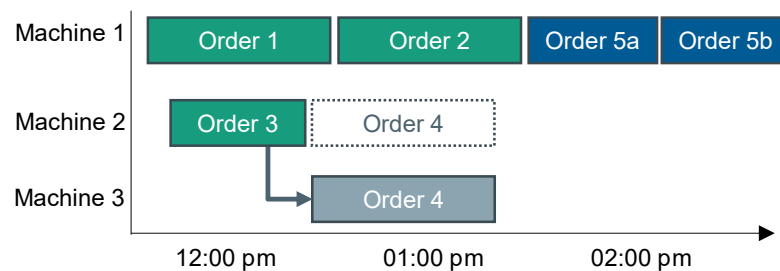 Machine 1 Order 1 Order 2 Order 5a Order 5b
Machine 2 Order 3 Order 4
Machine 3 Order 4
12:00 pm 01:00 pm 02:00 pm